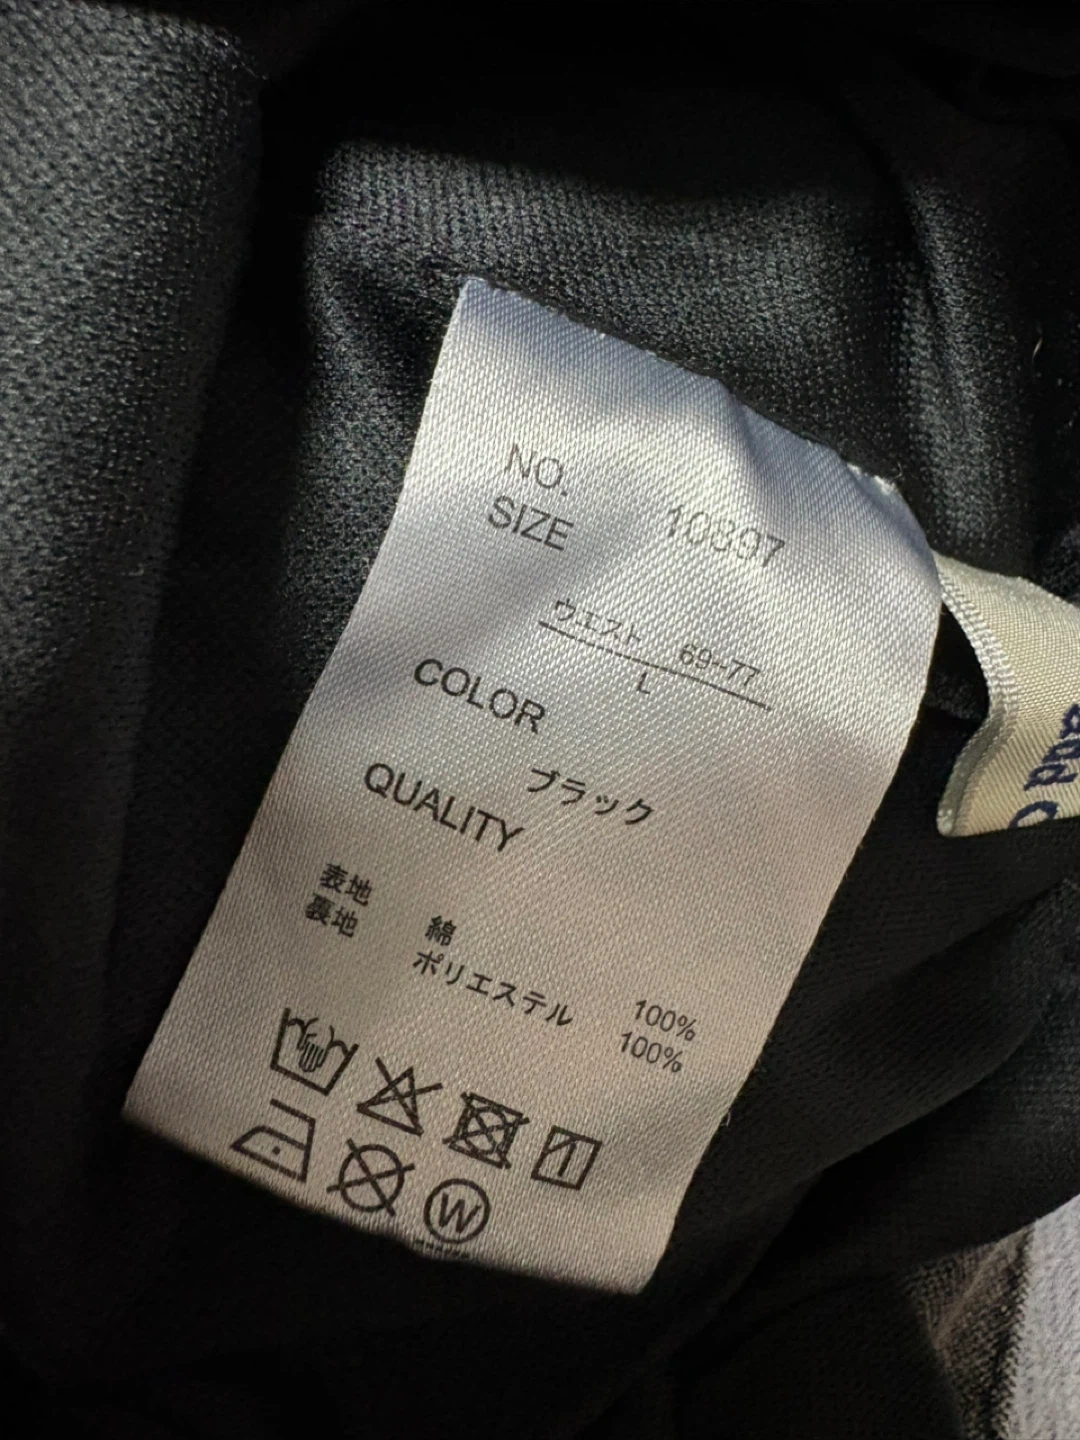 NO. 10897
SIZE
ウエスト 69~77
L
COLOR
ブラック
QUALITY
表地 綿 100%
裏地 ポリエステル 100%
W
add